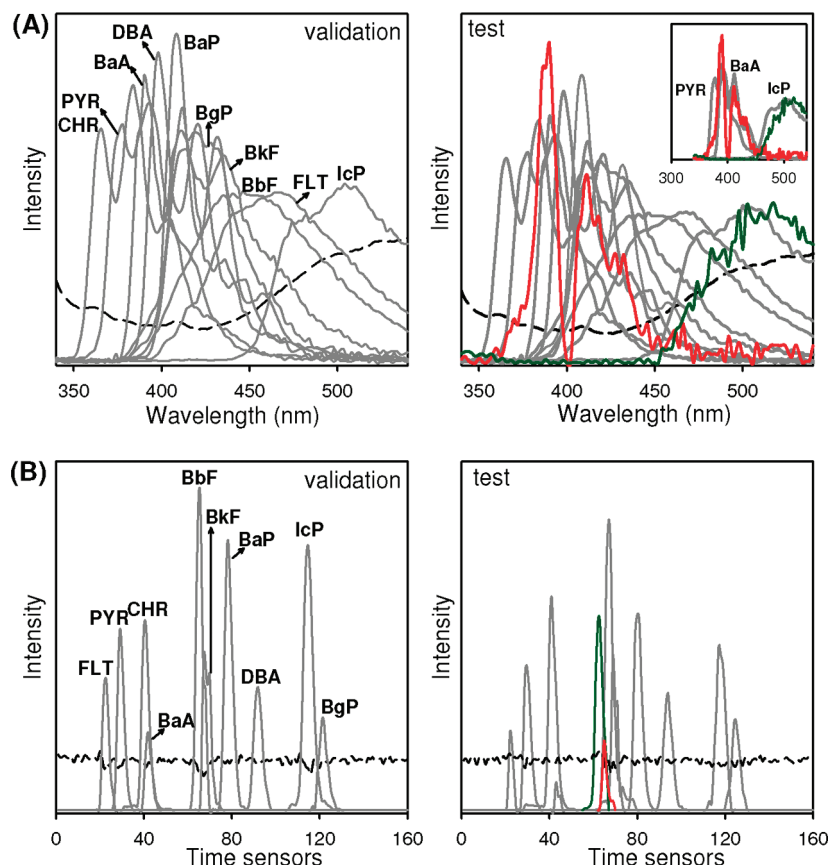 (A)
validation
DBA
BaP
BaA
PYR
CHR
BgP
BkF
BbF
FLT
IcP
Intensity
350 400 450 500
Wavelength (nm)
test
PYR
BaA
IcP
300 400 500
Intensity
350 400 450 500
Wavelength (nm)
(B)
validation
BbF
BkF
BaP
IcP
PYR
CHR
FLT
BaA
DBA
BgP
Intensity
0 40 80 120 160
Time sensors
test
Intensity
0 40 80 120 160
Time sensors